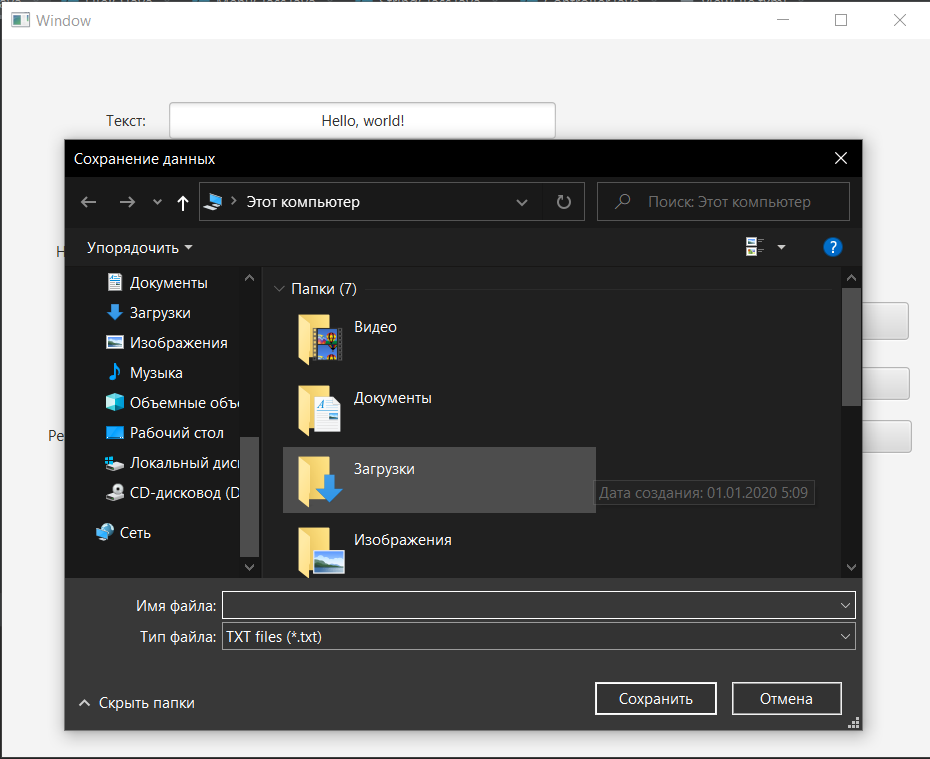 Window
Текст:
Hello, world!
Сохранение данных
Этот компьютер
Поиск: Этот компьютер
Упорядочить
?
Документы
Загрузки
Изображения
Музыка
Объемные объ
Рабочий стол
Локальный дис
CD-дисковод (D
Сеть
Папки (7)
Видео
Документы
Загрузки
Дата создания: 01.01.2020 5:09
Изображения
Н
Ре
Имя файла:
Тип файла:
TXT files (*.txt)
Скрыть папки
Сохранить
Отмена